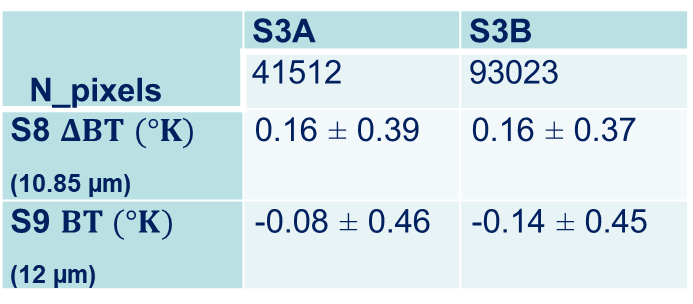 S3A S3B
N_pixels 41512 93023
S8 ΔBT (°K) 0.16 ± 0.39 0.16 ± 0.37
(10.85 µm)
S9 BT (°K) -0.08 ± 0.46 -0.14 ± 0.45
(12 µm)